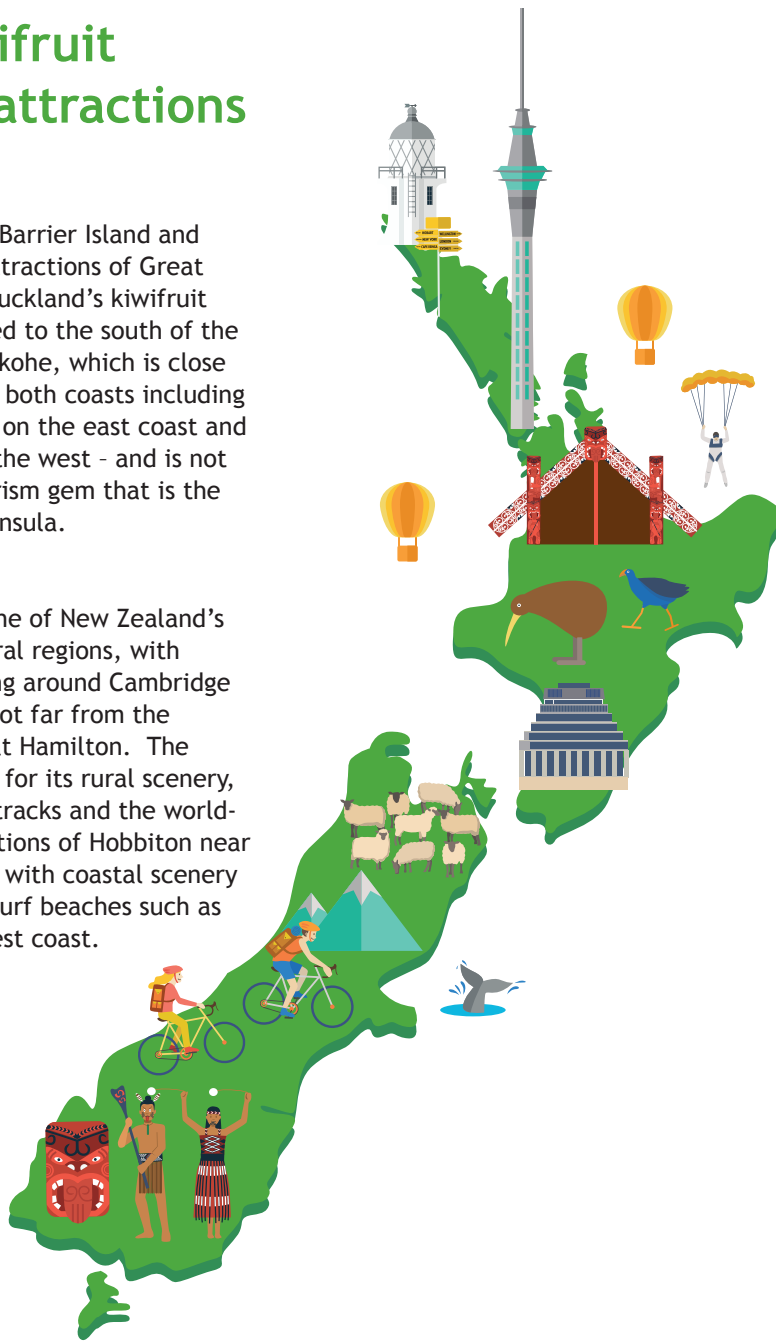 ifruit
attractions
Barrier Island and
tractions of Great
uckland’s kiwifruit
ed to the south of the
kohe, which is close
both coasts including
on the east coast and
the west – and is not
rism gem that is the
nsula.
ne of New Zealand’s
ral regions, with
ng around Cambridge
ot far from the
t Hamilton.  The
for its rural scenery,
tracks and the world-
tions of Hobbiton near
with coastal scenery
urf beaches such as
est coast.
NEW YORK
LONDON
SYDNEY